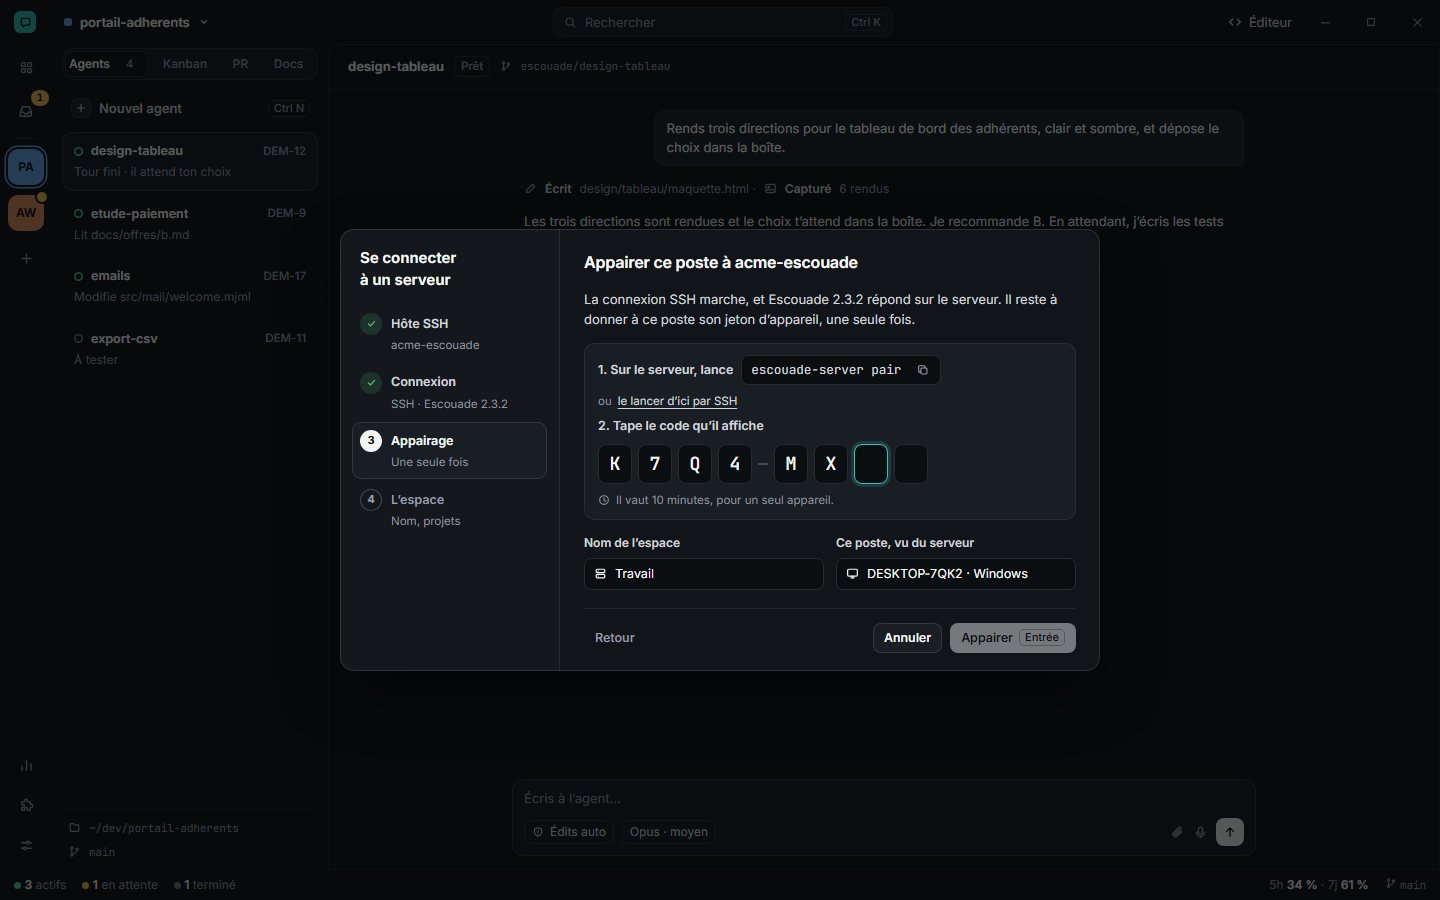 portail-adherents
Rechercher
Ctrl K
Éditeur
Agents 4
Kanban
PR
Docs
1
Nouvel agent
Ctrl N
PA
AW
design-tableau
DEM-12
Tour fini · il attend ton choix
etude-paiement
DEM-9
Lit docs/offres/b.md
emails
DEM-17
Modifie src/mail/welcome.mjml
export-csv
DEM-11
À tester
~/dev/portail-adherents
main
3 actifs
1 en attente
1 terminé
design-tableau
Prêt
escouade/design-tableau
Rends trois directions pour le tableau de bord des adhérents, clair et sombre, et dépose le
choix dans la boîte.
Écrit design/tableau/maquette.html · Capturé 6 rendus
Les trois directions sont rendues et le choix t’attend dans la boîte. Je recommande B. En attendant, j’écris les tests
Se connecter
à un serveur
Hôte SSH
acme-escouade
Connexion
SSH · Escouade 2.3.2
3 Appairage
Une seule fois
4 L’espace
Nom, projets
Appairer ce poste à acme-escouade
La connexion SSH marche, et Escouade 2.3.2 répond sur le serveur. Il reste à
donner à ce poste son jeton d’appareil, une seule fois.
1. Sur le serveur, lance escouade-server pair
ou le lancer d’ici par SSH
2. Tape le code qu’il affiche
K 7 Q 4 – M X
Il vaut 10 minutes, pour un seul appareil.
Nom de l’espace
Travail
Ce poste, vu du serveur
DESKTOP-7QK2 · Windows
Retour
Annuler
Appairer Entrée
Écris à l’agent…
Édits auto
Opus · moyen
5h 34 % · 7j 61 %
main